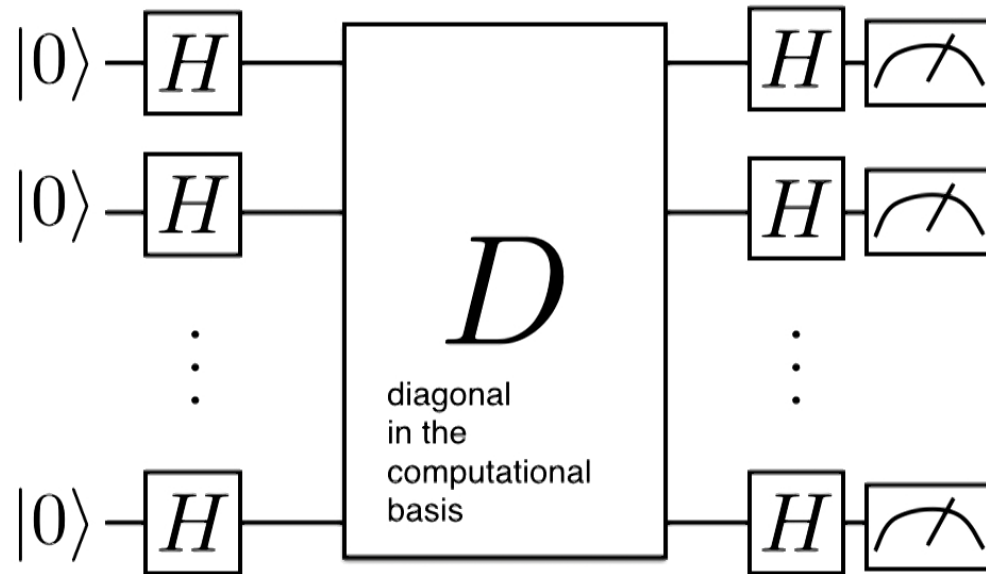 |0⟩ H H
|0⟩ H H
D
diagonal
in the
computational
basis
|0⟩ H H